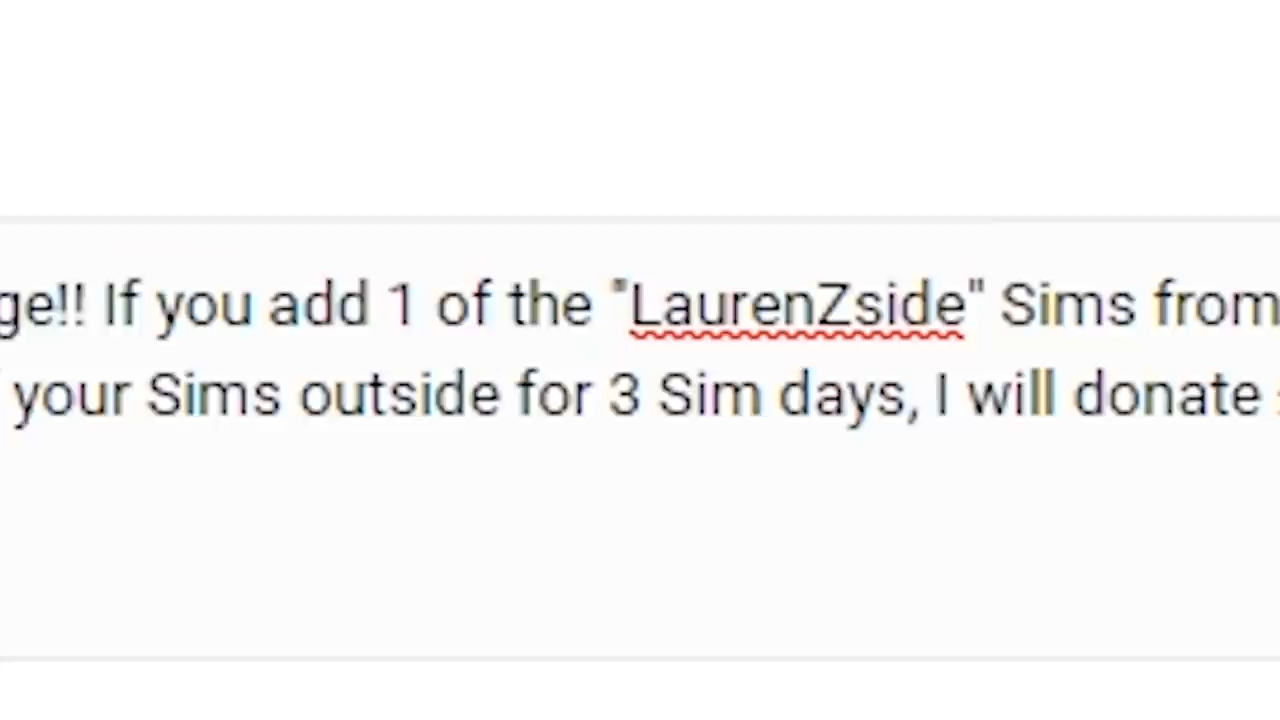 ge!! If you add 1 of the "LaurenZside" Sims from
your Sims outside for 3 Sim days, I will donate